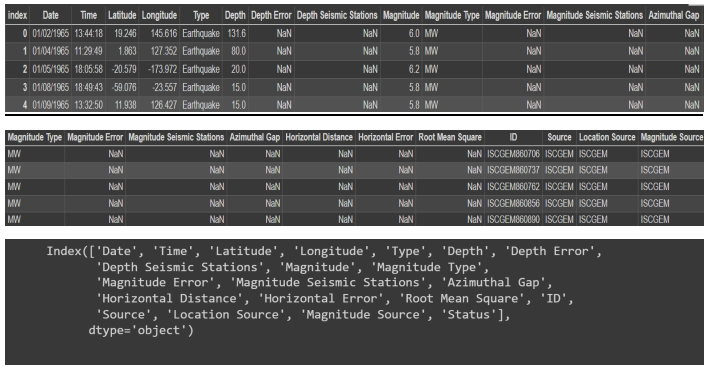 index Date Time Latitude Longitude Type Depth Depth Error Depth Seismic Stations Magnitude Magnitude Type Magnitude Error Magnitude Seismic Stations Azimuthal Gap
0 01/02/1965 13:44:18 19.246 145.616 Earthquake 131.6 NaN NaN 6.0 MW NaN NaN NaN
1 01/04/1965 11:29:49 1.863 127.352 Earthquake 80.0 NaN NaN 5.8 MW NaN NaN NaN
2 01/05/1965 18:05:58 -20.579 -173.972 Earthquake 20.0 NaN NaN 6.2 MW NaN NaN NaN
3 01/08/1965 18:49:43 -59.076 -23.557 Earthquake 15.0 NaN NaN 5.8 MW NaN NaN NaN
4 01/09/1965 13:32:50 11.938 126.427 Earthquake 15.0 NaN NaN 5.8 MW NaN NaN NaN
Magnitude Type Magnitude Error Magnitude Seismic Stations Azimuthal Gap Horizontal Distance Horizontal Error Root Mean Square ID Source Location Source Magnitude Source
MW NaN NaN NaN NaN NaN NaN ISCGEM860706 ISCGEM ISCGEM ISCGEM
MW NaN NaN NaN NaN NaN NaN ISCGEM860737 ISCGEM ISCGEM ISCGEM
MW NaN NaN NaN NaN NaN NaN ISCGEM860762 ISCGEM ISCGEM ISCGEM
MW NaN NaN NaN NaN NaN NaN ISCGEM860856 ISCGEM ISCGEM ISCGEM
MW NaN NaN NaN NaN NaN NaN ISCGEM860890 ISCGEM ISCGEM ISCGEM
Index(['Date', 'Time', 'Latitude', 'Longitude', 'Type', 'Depth', 'Depth Error',
'Depth Seismic Stations', 'Magnitude', 'Magnitude Type',
'Magnitude Error', 'Magnitude Seismic Stations', 'Azimuthal Gap',
'Horizontal Distance', 'Horizontal Error', 'Root Mean Square', 'ID',
'Source', 'Location Source', 'Magnitude Source', 'Status'],
dtype='object')